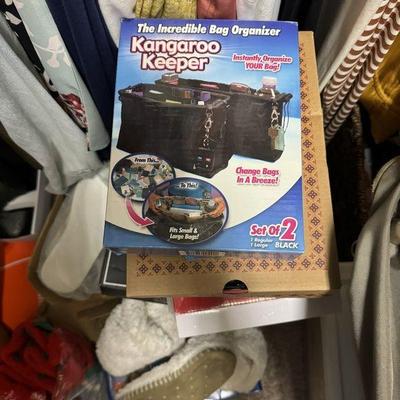 The Incredible Bag Organizer
Kangaroo
Keeper
Instantly Organize
YOUR Bag!
From This...
To This!
Change Bags
In A Breeze!
Fits Small &
Large Bags!
Set Of 2
1 Regular
1 Large
BLACK